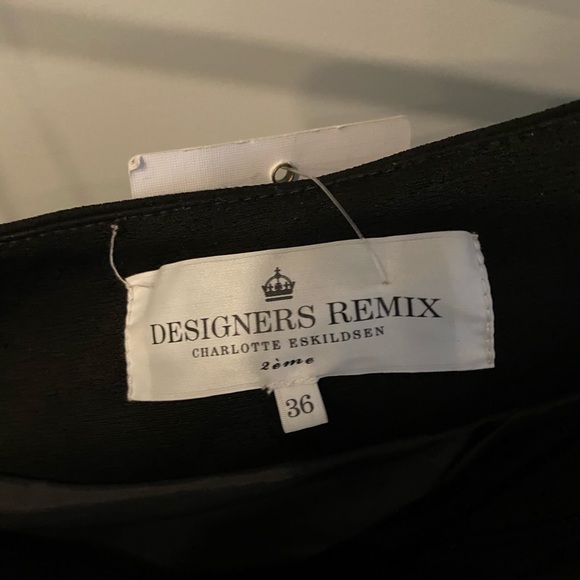 DESIGNERS REMIX
CHARLOTTE ESKILDSEN
2ème
36